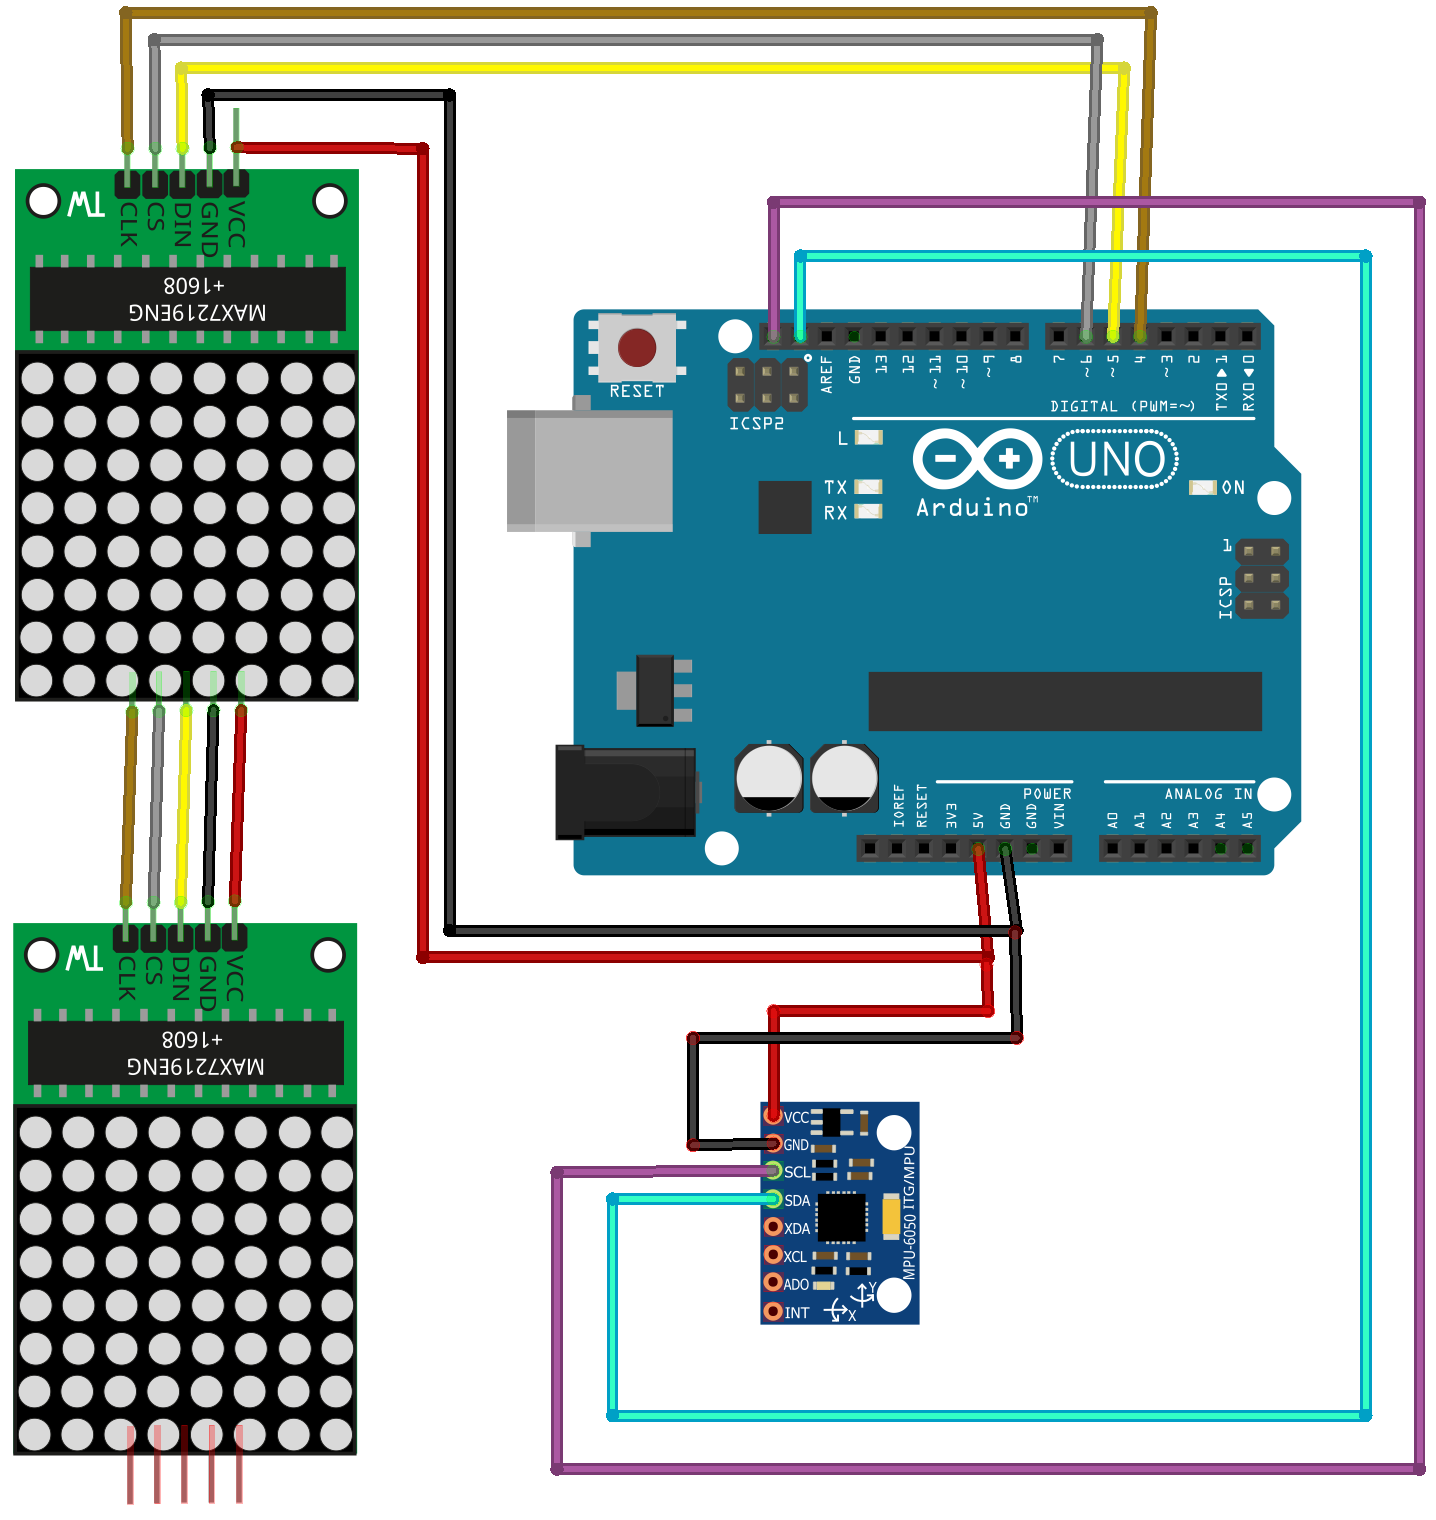 TW
CLK
CS
DIN
GND
VCC
+1608
MAX7219ENG
TW
CLK
CS
DIN
GND
VCC
+1608
MAX7219ENG
RESET
ICSP2
AREF
GND
13
12
~11
~10
~9
8
7
~6
~5
4
~3
2
TX0▶1
RX0◀0
DIGITAL (PWM=~)
L
TX
RX
Arduino™
UNO
ON
1
ICSP
IOREF
RESET
3V3
5V
GND
GND
VIN
POWER
A0
A1
A2
A3
A4
A5
ANALOG IN
VCC
GND
SCL
SDA
XDA
XCL
ADO
INT
MPU-6050 ITG/MPU
Y
X